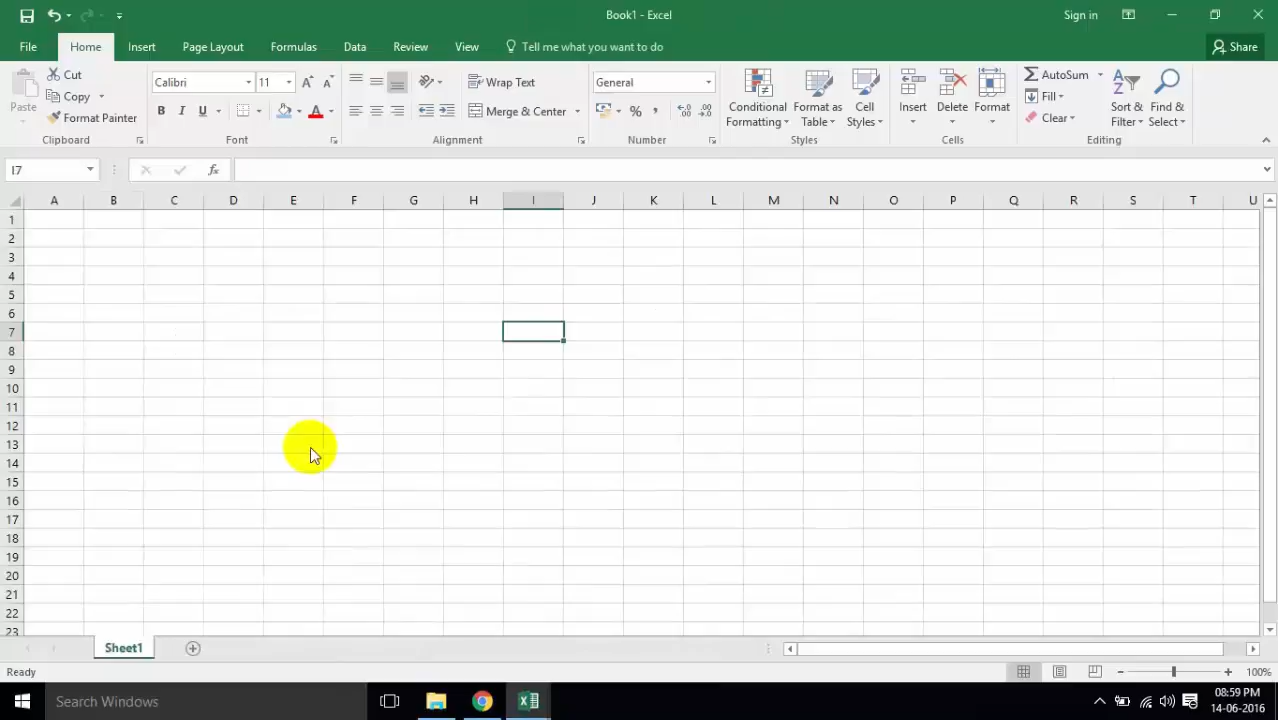 Book1 - Excel
Sign in
File Home Insert Page Layout Formulas Data Review View Tell me what you want to do Share
Paste
Cut
Copy
Format Painter
Clipboard
Calibri 11
B I U
A
Font
Wrap Text
Merge & Center
Alignment
General
% ,
Number
Conditional Formatting
Format as Table
Cell Styles
Styles
Insert Delete Format
Cells
AutoSum
Fill
Clear
Sort & Filter
Find & Select
Editing
I7
fx
A B C D E F G H I J K L M N O P Q R S T U
1
2
3
4
5
6
7
8
9
10
11
12
13
14
15
16
17
18
19
20
21
22
23
Sheet1
Ready
100%
Search Windows
08:59 PM
14-06-2016